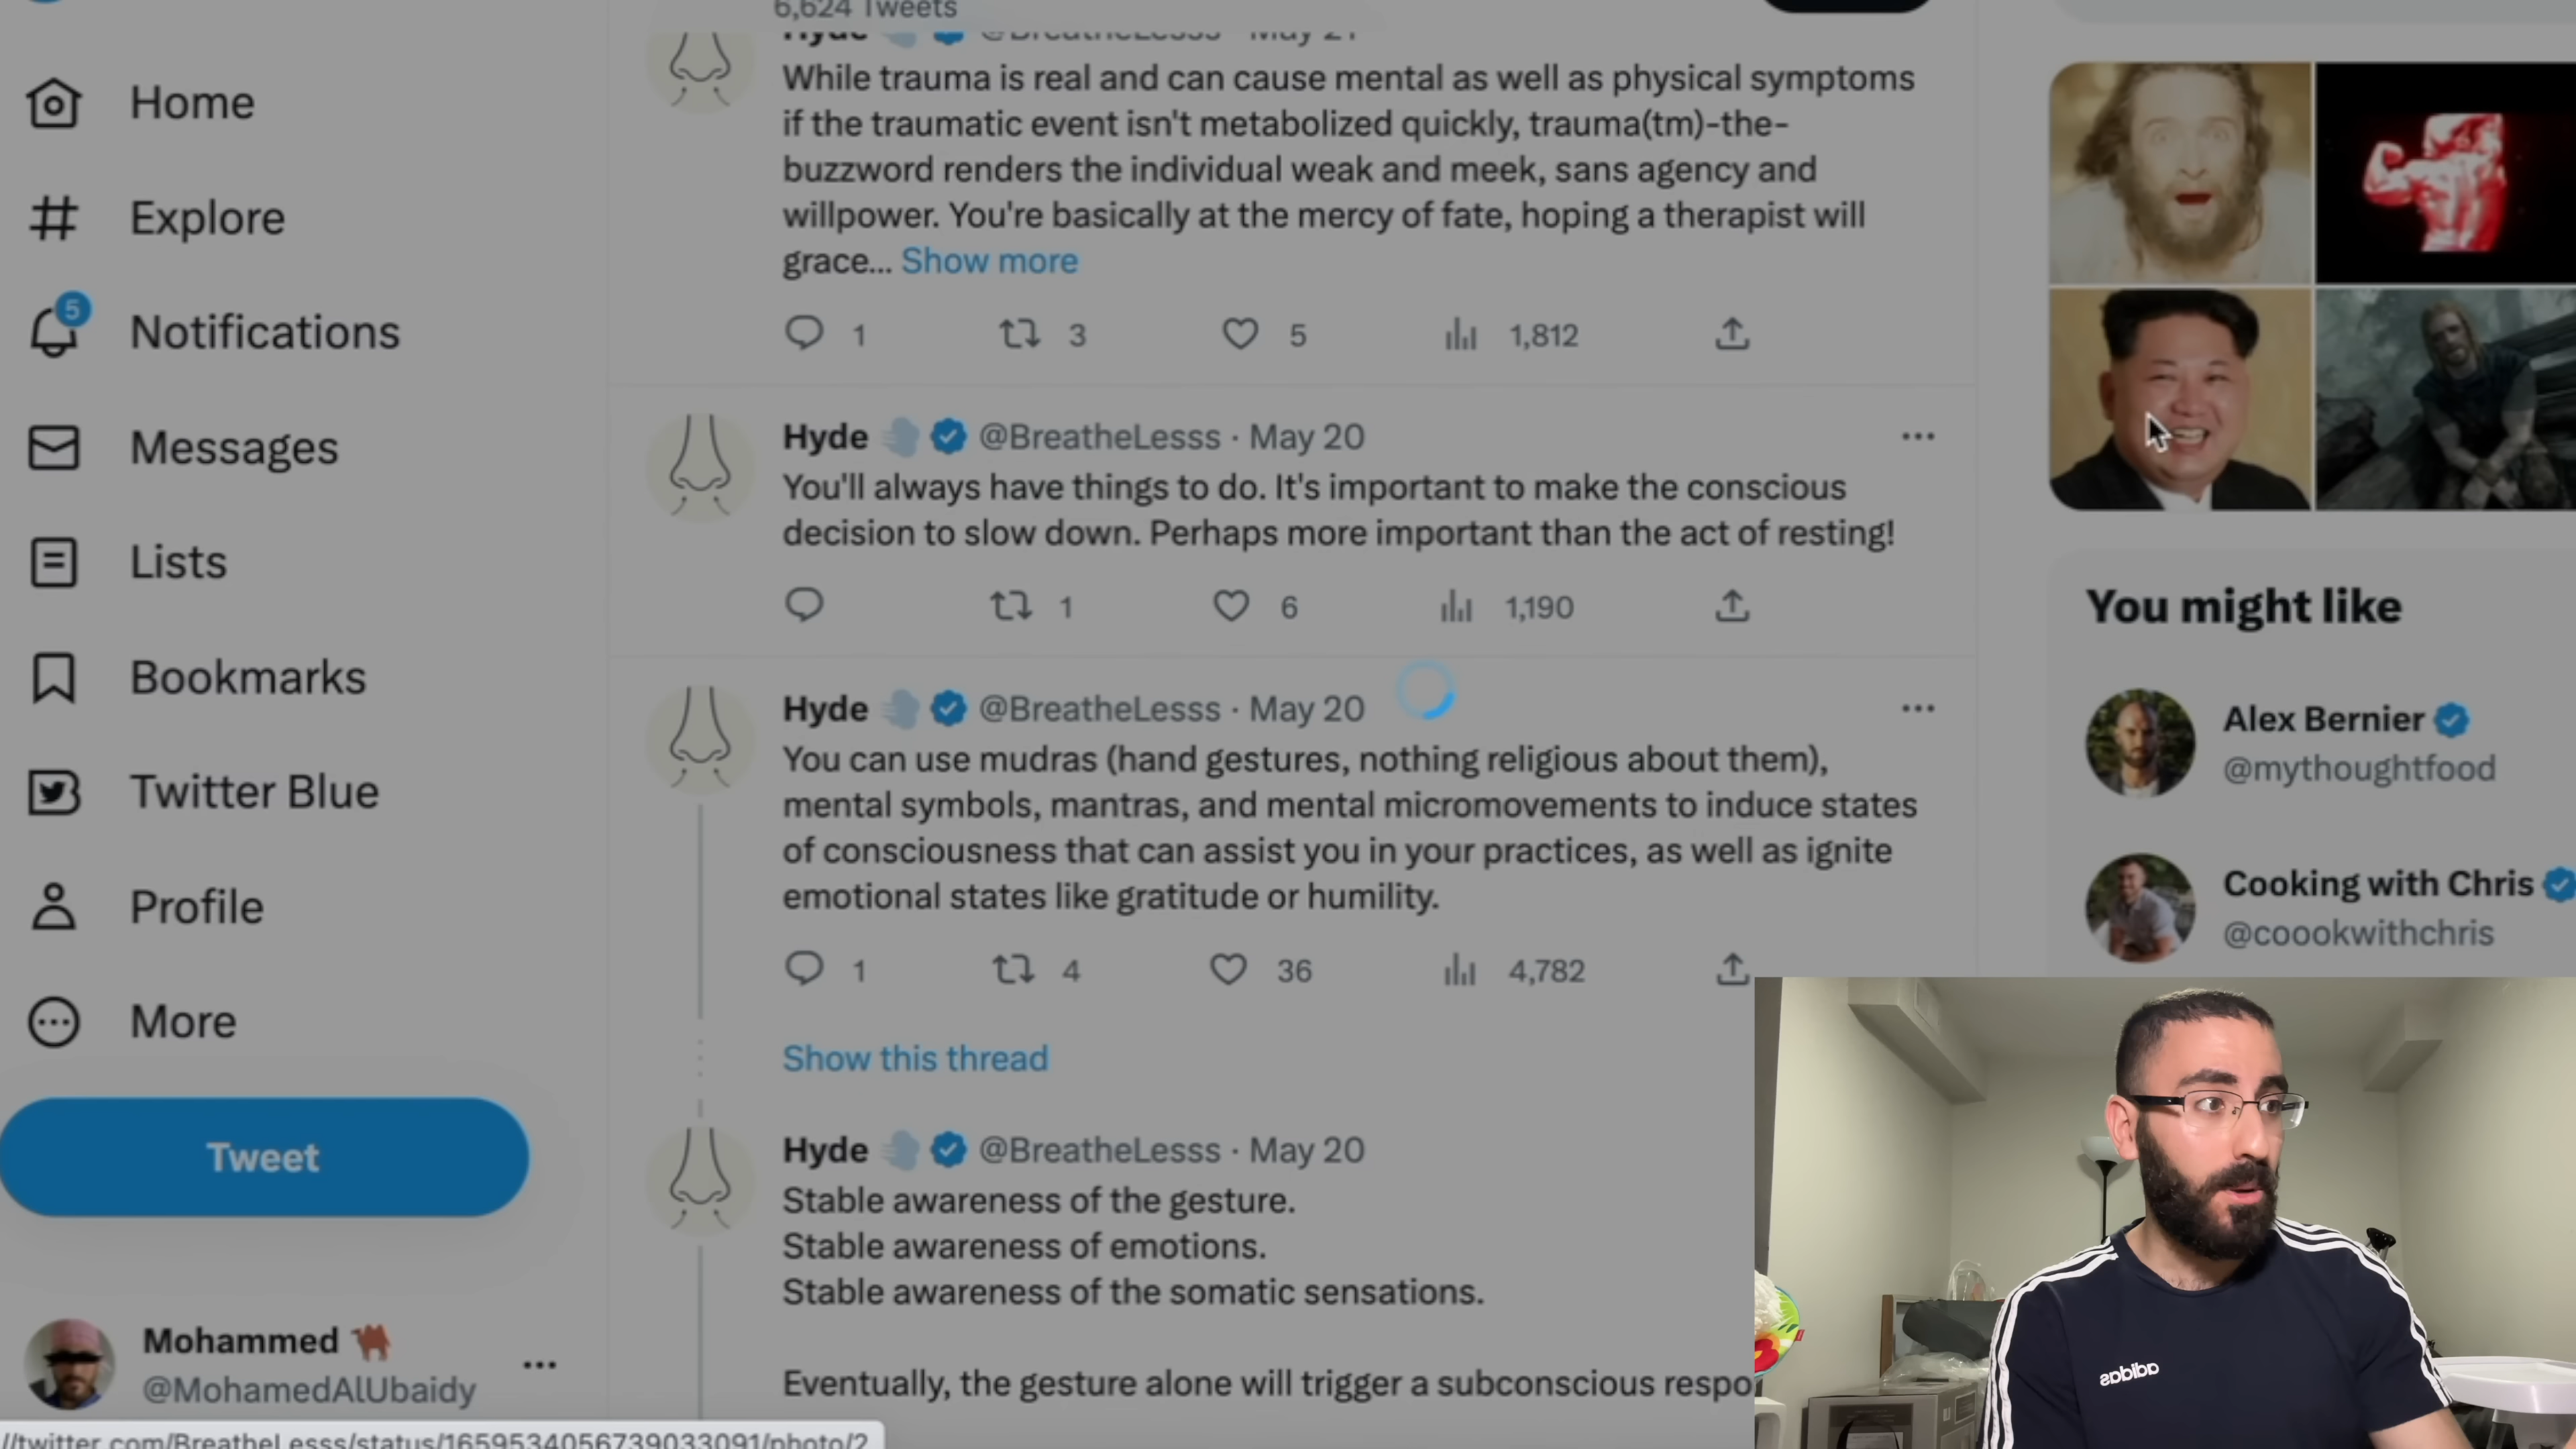 6,624 Tweets
Hyde @BreatheLesss · May 21
While trauma is real and can cause mental as well as physical symptoms
if the traumatic event isn't metabolized quickly, trauma(tm)-the-
buzzword renders the individual weak and meek, sans agency and
willpower. You're basically at the mercy of fate, hoping a therapist will
grace... Show more
1 3 5 1,812
Hyde @BreatheLesss · May 20
You'll always have things to do. It's important to make the conscious
decision to slow down. Perhaps more important than the act of resting!
1 6 1,190
Hyde @BreatheLesss · May 20
You can use mudras (hand gestures, nothing religious about them),
mental symbols, mantras, and mental micromovements to induce states
of consciousness that can assist you in your practices, as well as ignite
emotional states like gratitude or humility.
1 4 36 4,782
Show this thread
Hyde @BreatheLesss · May 20
Stable awareness of the gesture.
Stable awareness of emotions.
Stable awareness of the somatic sensations.
Eventually, the gesture alone will trigger a subconscious respo
Home
Explore
5
Notifications
Messages
Lists
Bookmarks
Twitter Blue
Profile
More
Tweet
Mohammed
@MohamedAlUbaidy
//twitter.com/BreatheLesss/status/1659534056739033091/photo/2
You might like
Alex Bernier
@mythoughtfood
Cooking with Chris
@coookwithchris
adidas